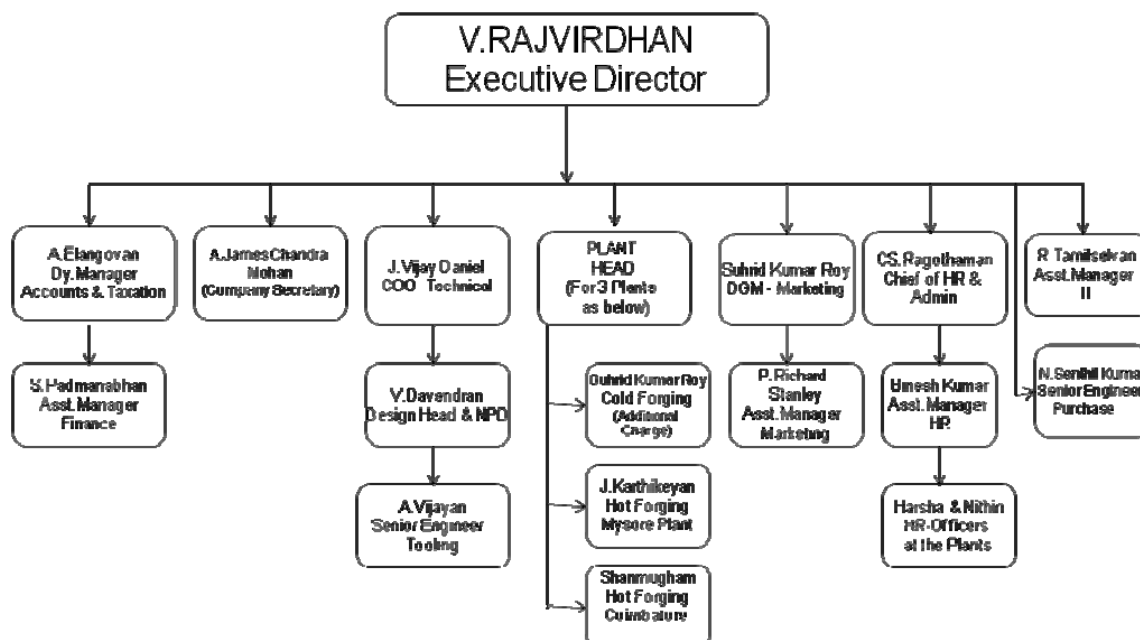 V.RAJVIRDHAN
Executive Director
A.Elangovan
Dy. Manager
Accounts & Taxation
A.James Chandra
Mohan
(Company Secretary)
J.Vijay Daniel
COO Technical
PLANT
HEAD
(For 3 Plants
as below)
Suhrid Kumar Roy
DGM - Marketing
CS.Ragothaman
Chief of HR &
Admin
R.Tamilselvan
Asst.Manager
S.Padmanabhan
Asst. Manager
Finance
V.Davendran
Design Head & NPD
Suhrid Kumar Roy
Cold Forging
(Additional
Charge)
P.Richard
Stanley
Asst.Manager
Marketing
Umesh Kumar
Asst.Manager
HR
N.Senthil Kumar
Senior Engineer
Purchase
A.Vijayan
Senior Engineer
Tooling
J.Karthikeyan
Hot Forging
Mysore Plant
Harsha & Nithin
HR-Officers
at the Plants
Shanmugham
Hot Forging
Coimbatore